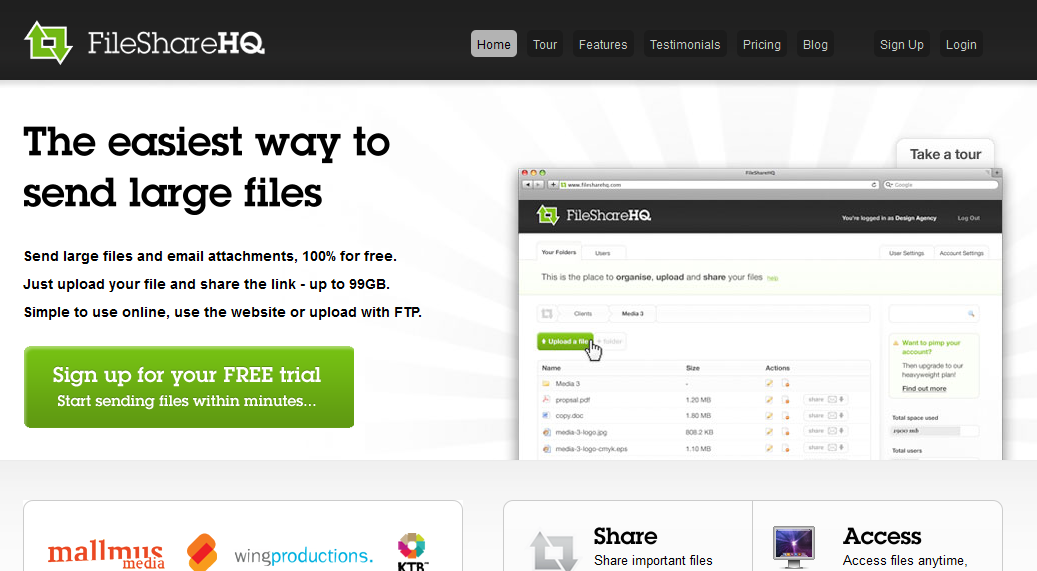 FileShareHQ
Home Tour Features Testimonials Pricing Blog Sign Up Login
The easiest way to
send large files
Send large files and email attachments, 100% for free.
Just upload your file and share the link - up to 99GB.
Simple to use online, use the website or upload with FTP.
Sign up for your FREE trial
Start sending files within minutes...
Take a tour
FileShareHQ
www.filesharehq.com
Google
FileShareHQ
You're logged in as Design Agency Log Out
Your Folders Users User Settings Account Settings
This is the place to organise, upload and share your files help
Clients Media 3
Upload a file + folder
Name Size Actions
Media 3 -
propsal.pdf 1.20 MB share
copy.doc 1.80 MB share
media-3-logo.jpg 808.2 KB share
media-3-logo-cmyk.eps 1.10 MB share
Want to pimp your
account?
Then upgrade to our
heavyweight plan!
Find out more
Total space used
1900 mb
Total users
mallmus
media
wingproductions.
KTB
Share
Share important files
Access
Access files anytime,